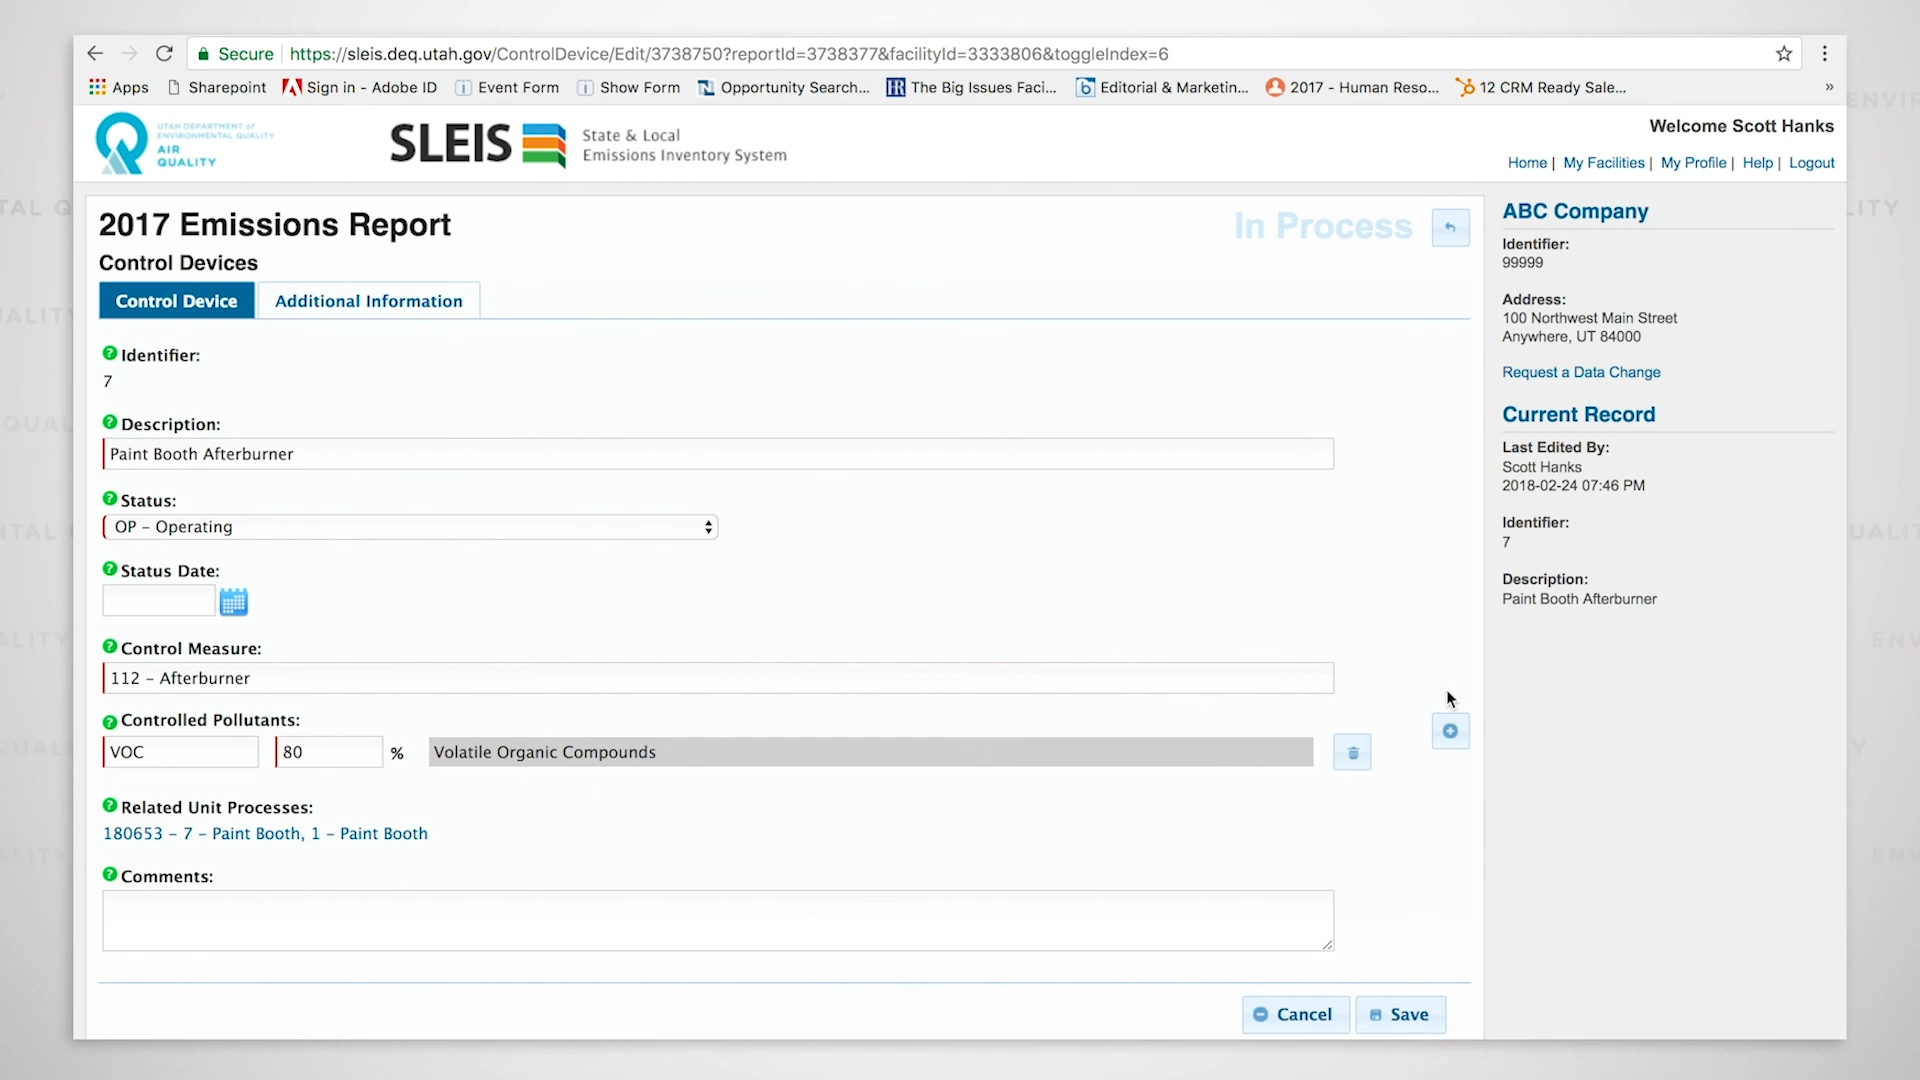 Secure https://sleis.deq.utah.gov/ControlDevice/Edit/3738750?reportId=3738377&facilityId=3333806&toggleIndex=6
Apps Sharepoint Sign in - Adobe ID Event Form Show Form Opportunity Search... The Big Issues Faci... Editorial & Marketin... 2017 - Human Reso... 12 CRM Ready Sale... »
UTAH DEPARTMENT of
ENVIRONMENTAL QUALITY
AIR
QUALITY
SLEIS
State & Local
Emissions Inventory System
Welcome Scott Hanks
Home | My Facilities | My Profile | Help | Logout
2017 Emissions Report
In Process
Control Devices
Control Device Additional Information
Identifier:
7
Description:
Paint Booth Afterburner
Status:
OP – Operating
Status Date:
Control Measure:
112 – Afterburner
Controlled Pollutants:
VOC 80 % Volatile Organic Compounds
Related Unit Processes:
180653 – 7 – Paint Booth, 1 – Paint Booth
Comments:
Cancel Save
ABC Company
Identifier:
99999
Address:
100 Northwest Main Street
Anywhere, UT 84000
Request a Data Change
Current Record
Last Edited By:
Scott Hanks
2018-02-24 07:46 PM
Identifier:
7
Description:
Paint Booth Afterburner